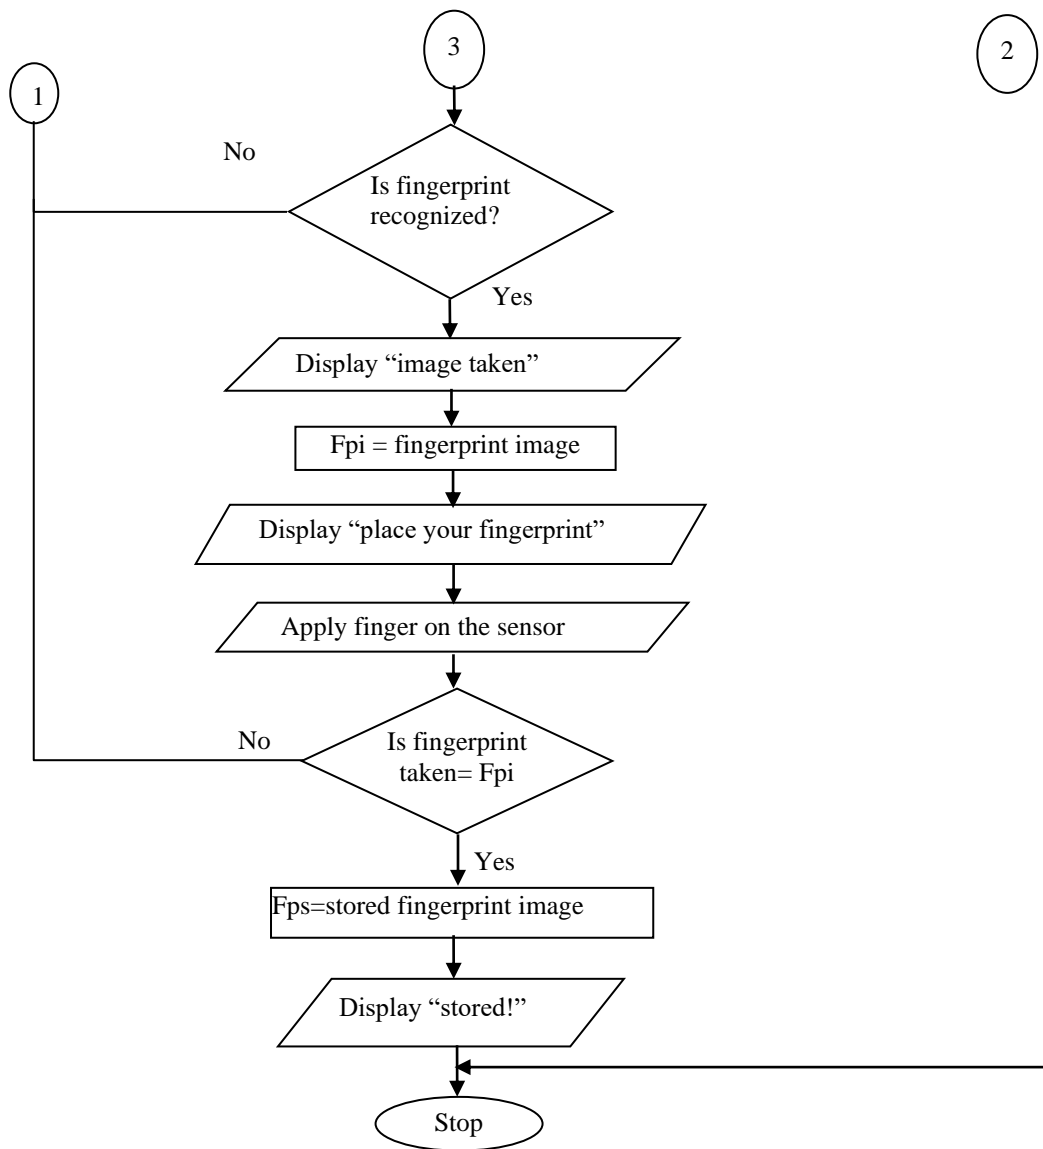 3
2
1
No
Is fingerprint
recognized?
Yes
Display “image taken”
Fpi = fingerprint image
Display “place your fingerprint”
Apply finger on the sensor
No
Is fingerprint
taken= Fpi
Yes
Fps=stored fingerprint image
Display “stored!”
Stop